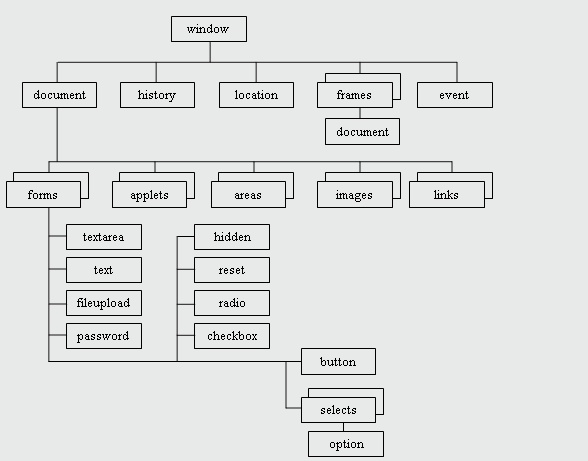 window
document
history
location
frames
event
document
forms
applets
areas
images
links
textarea
hidden
text
reset
fileupload
radio
password
checkbox
button
selects
option